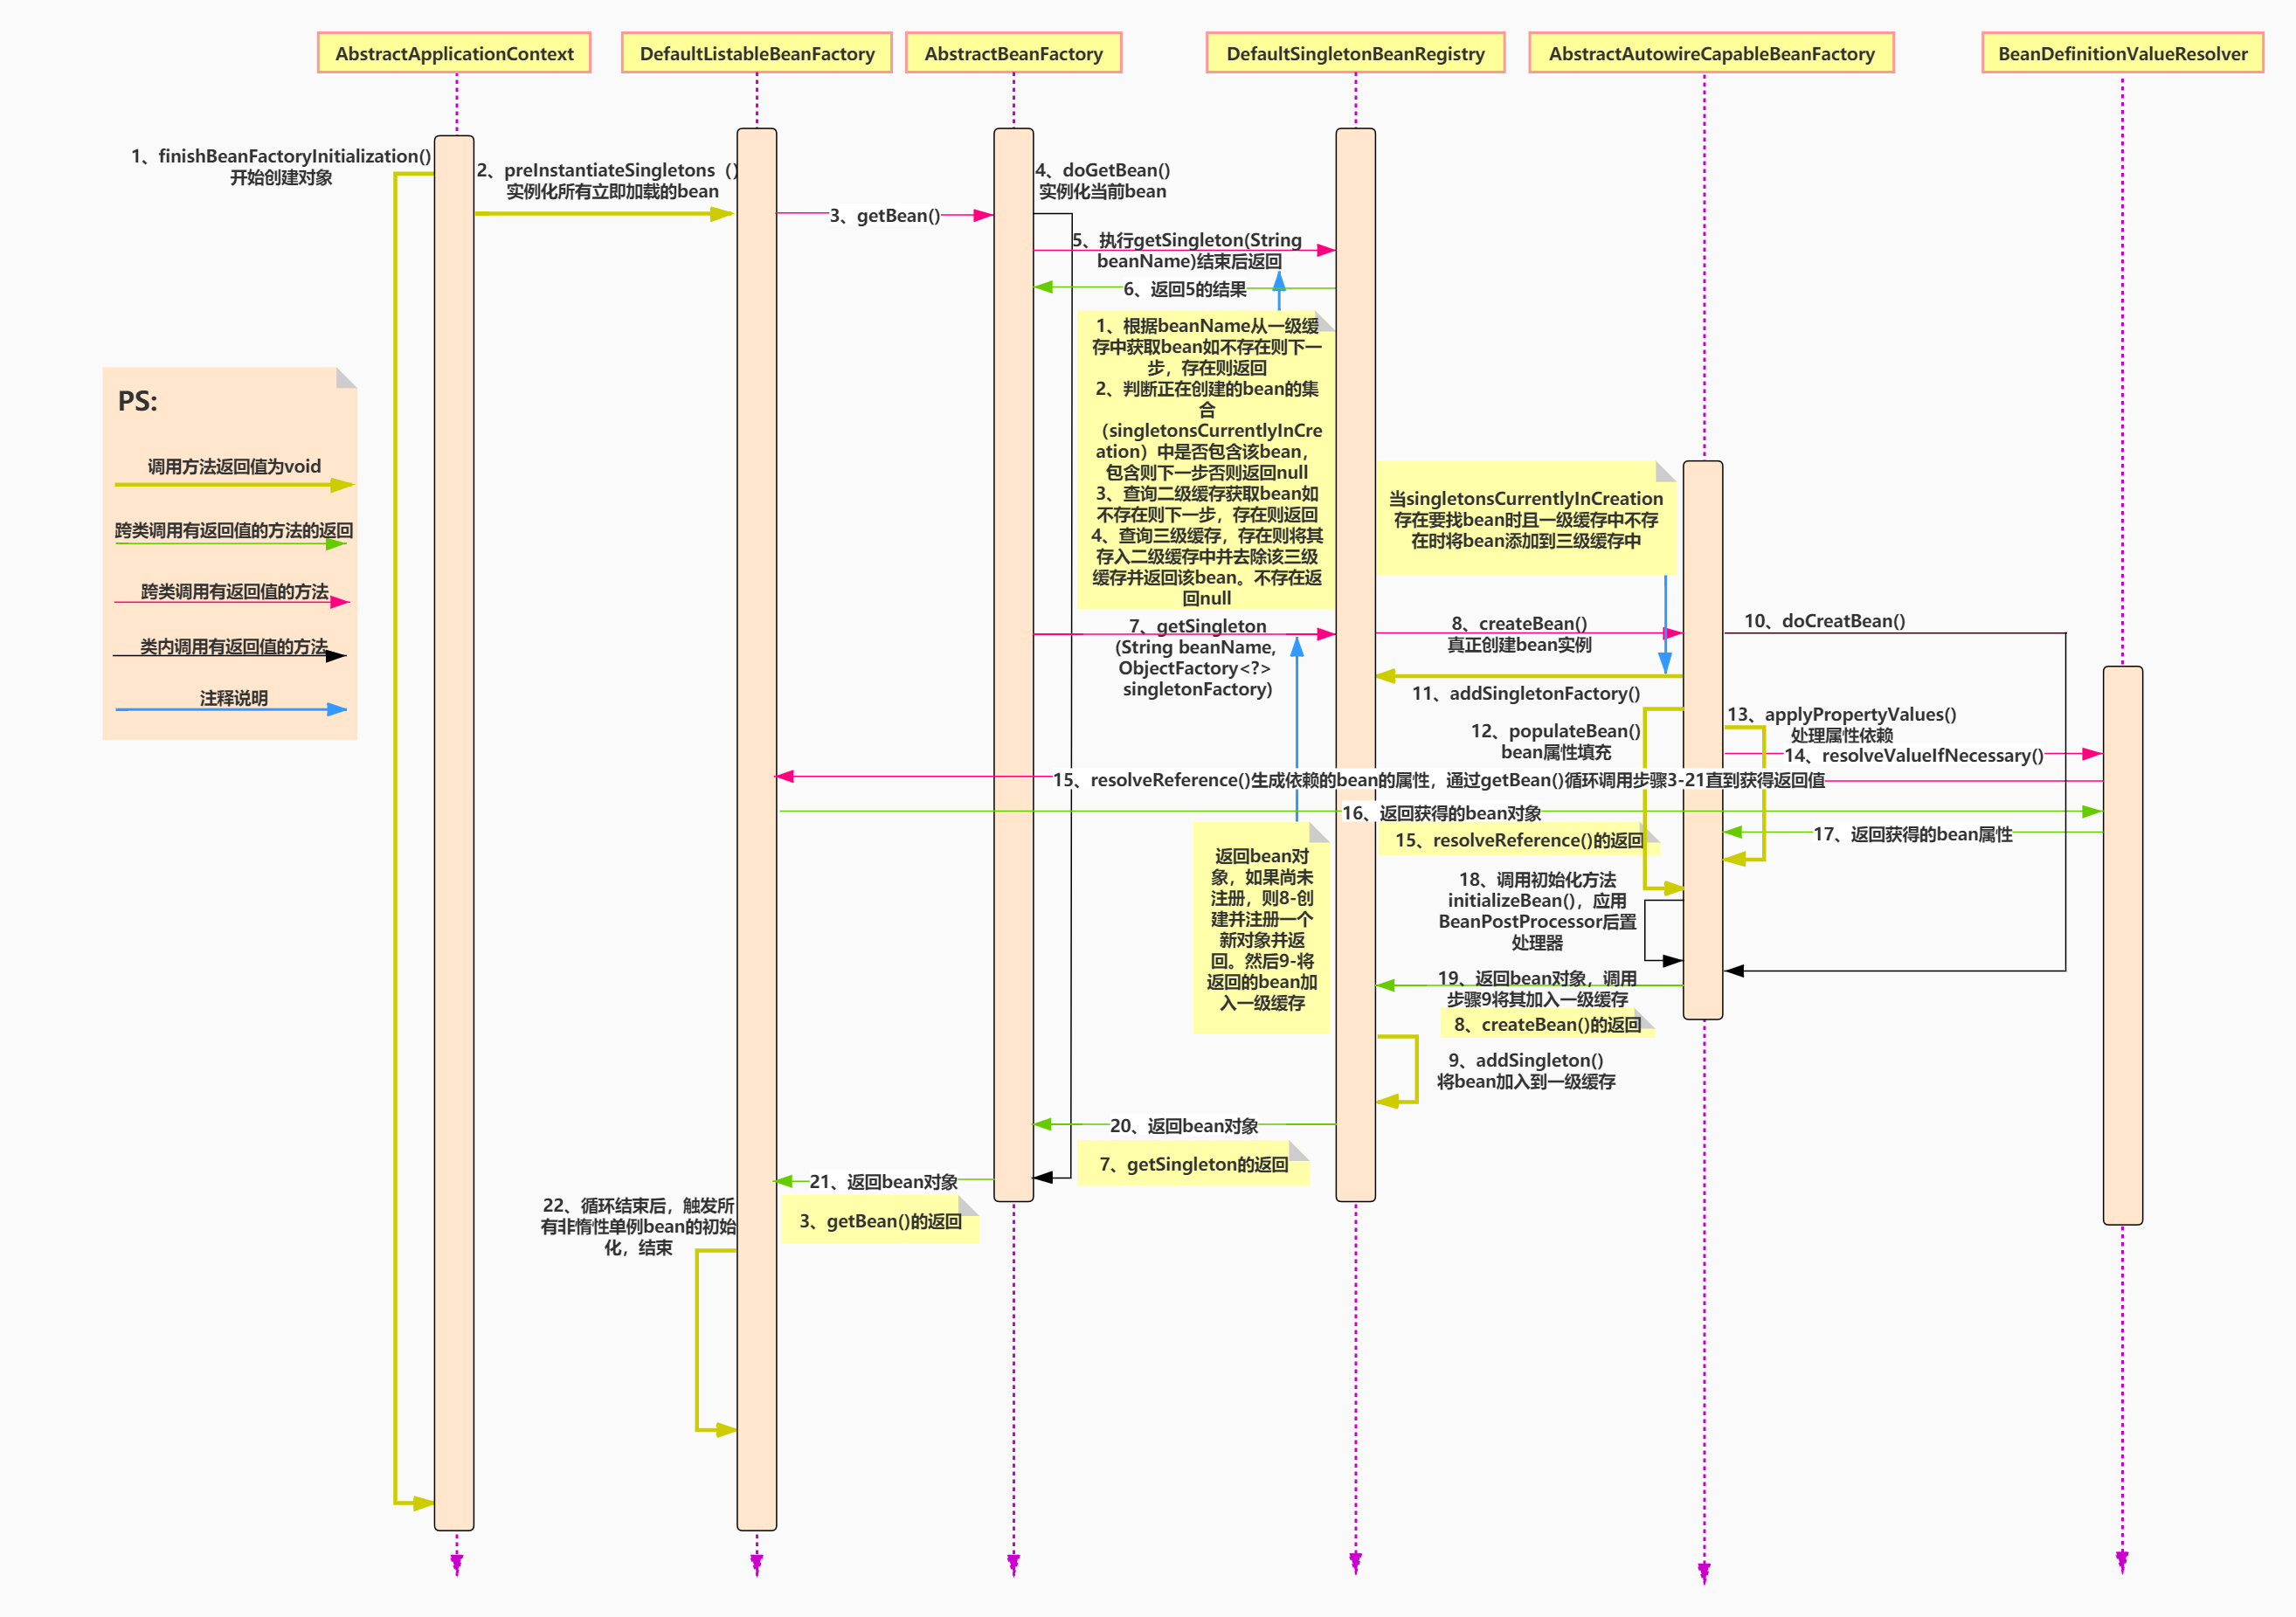 AbstractApplicationContext
DefaultListableBeanFactory
AbstractBeanFactory
DefaultSingletonBeanRegistry
AbstractAutowireCapableBeanFactory
BeanDefinitionValueResolver
1、finishBeanFactoryInitialization()
开始创建对象
2、preInstantiateSingletons（）
实例化所有立即加载的bean
3、getBean()
4、doGetBean()
实例化当前bean
5、执行getSingleton(String
beanName)结束后返回
6、返回5的结果
1、根据beanName从一级缓
存中获取bean如不存在则下一
步，存在则返回
2、判断正在创建的bean的集
合
（singletonsCurrentlyInCre
ation）中是否包含该bean，
包含则下一步否则返回null
3、查询二级缓存获取bean如
不存在则下一步，存在则返回
4、查询三级缓存，存在则将其
存入二级缓存中并去除该三级
缓存并返回该bean。不存在返
回null
PS:
调用方法返回值为void
跨类调用有返回值的方法的返回
跨类调用有返回值的方法
类内调用有返回值的方法
注释说明
当singletonsCurrentlyInCreation
存在要找bean时且一级缓存中不存
在时将bean添加到三级缓存中
7、getSingleton
(String beanName,
ObjectFactory<?>
singletonFactory)
8、createBean()
真正创建bean实例
10、doCreatBean()
11、addSingletonFactory()
12、populateBean()
bean属性填充
13、applyPropertyValues()
处理属性依赖
14、resolveValueIfNecessary()
15、resolveReference()生成依赖的bean的属性，通过getBean()循环调用步骤3-21直到获得返回值
16、返回获得的bean对象
15、resolveReference()的返回
17、返回获得的bean属性
返回bean对
象，如果尚未
注册，则8-创
建并注册一个
新对象并返
回。然后9-将
返回的bean加
入一级缓存
18、调用初始化方法
initializeBean()，应用
BeanPostProcessor后置
处理器
19、返回bean对象，调用
步骤9将其加入一级缓存
8、createBean()的返回
9、addSingleton()
将bean加入到一级缓存
20、返回bean对象
7、getSingleton的返回
21、返回bean对象
3、getBean()的返回
22、循环结束后，触发所
有非惰性单例bean的初始
化，结束